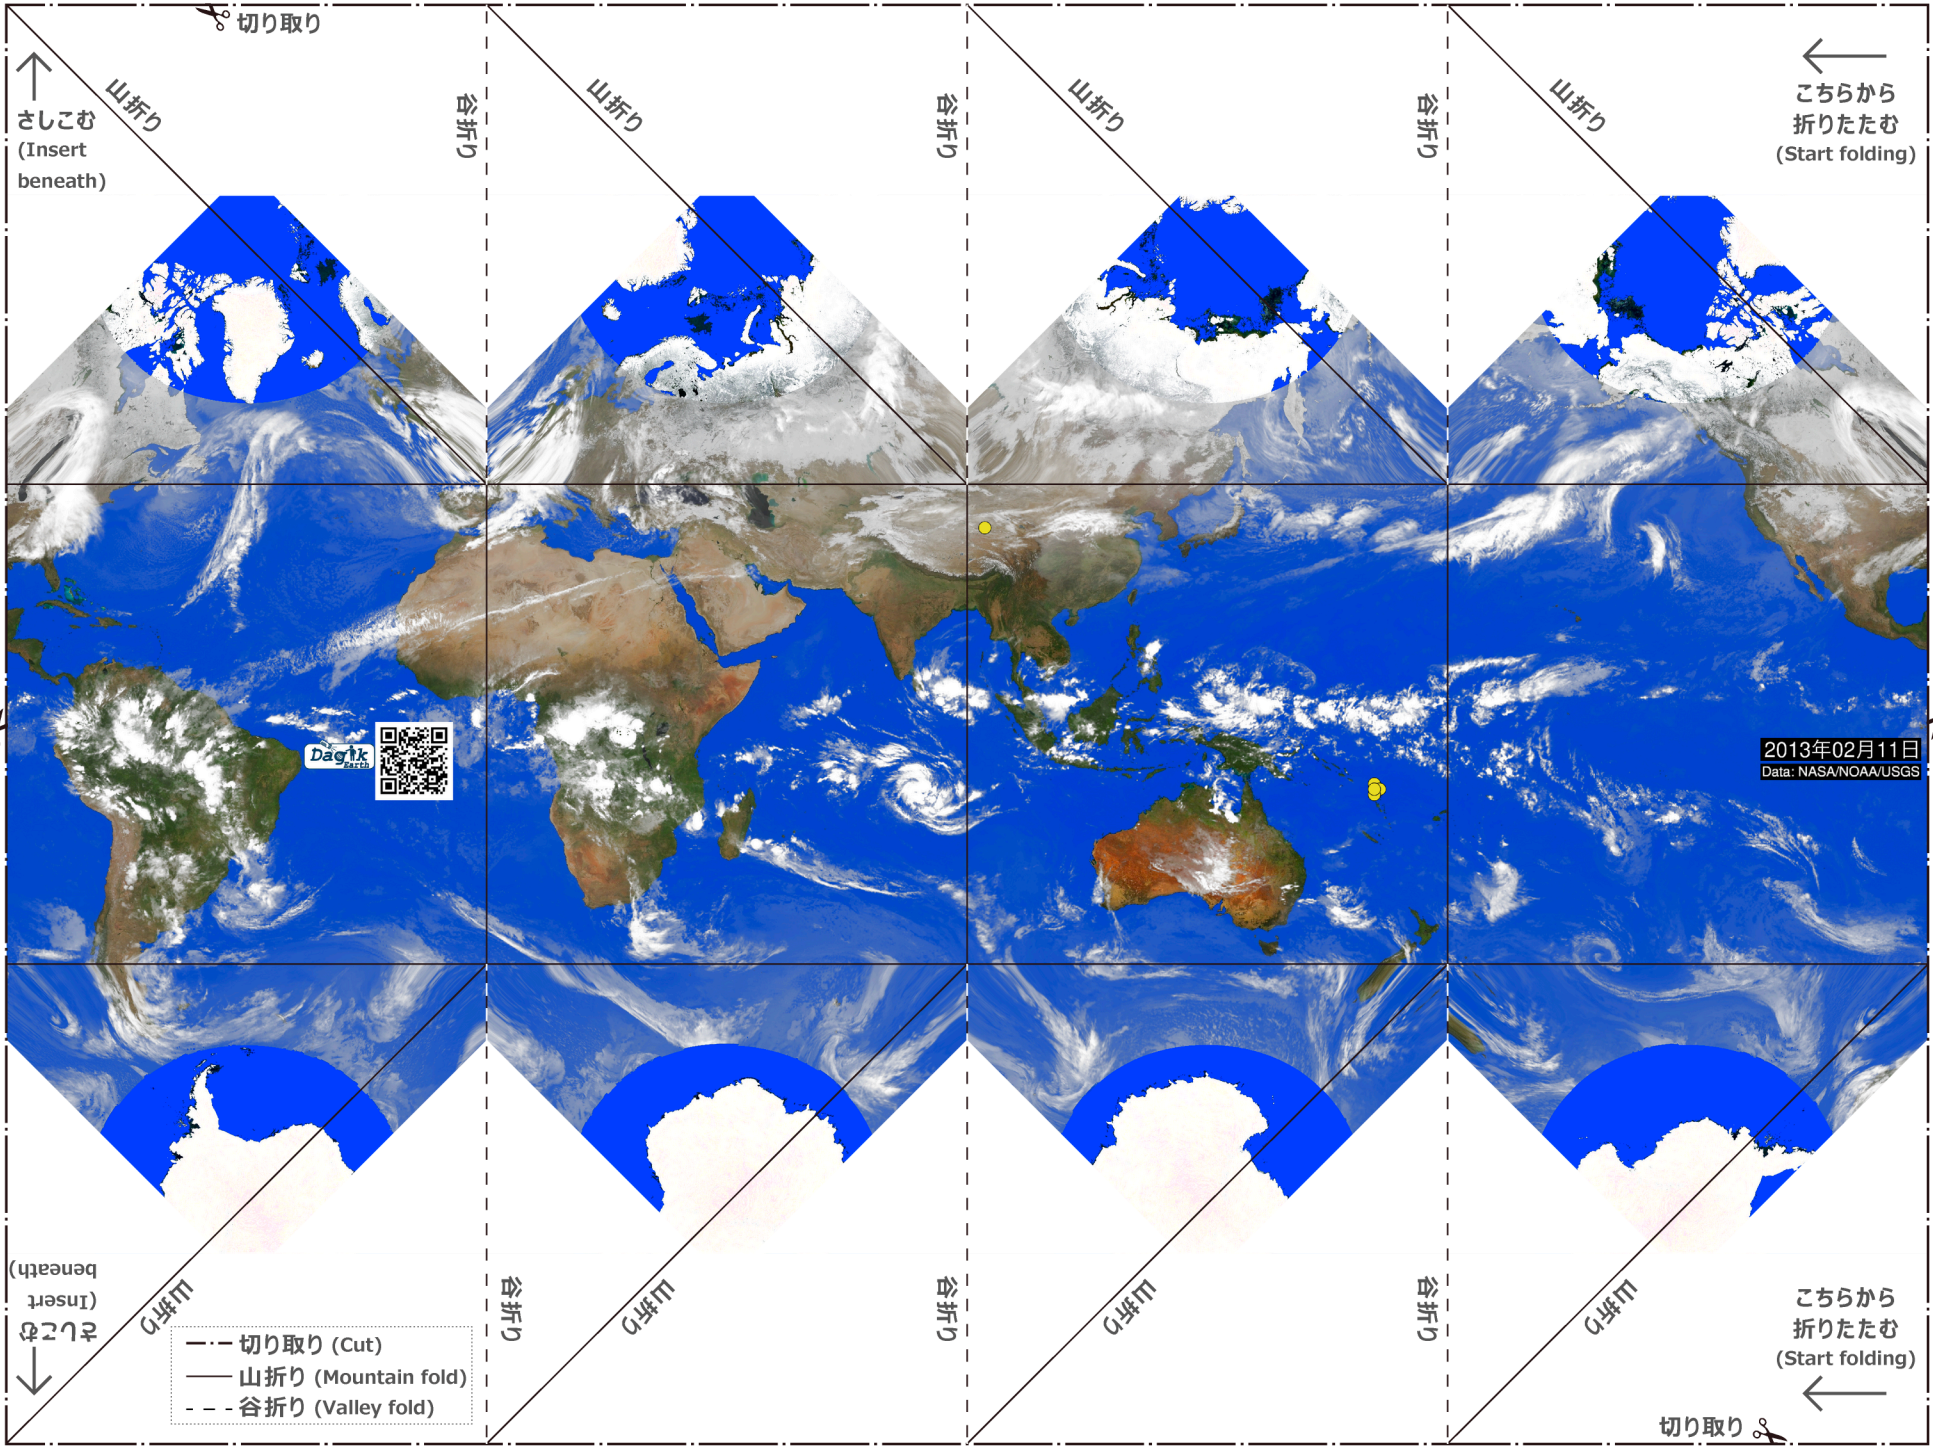 切り取り
山折り
谷折り
山折り
谷折り
山折り
谷折り
山折り
さしこむ
(Insert
beneath)
こちらから
折りたたむ
(Start folding)
Dagik
Earth
2013年02月11日
Data: NASA/NOAA/USGS
さしこむ
(Insert
beneath)
山折り
谷折り
山折り
谷折り
山折り
谷折り
山折り
こちらから
折りたたむ
(Start folding)
切り取り (Cut)
山折り (Mountain fold)
谷折り (Valley fold)
切り取り